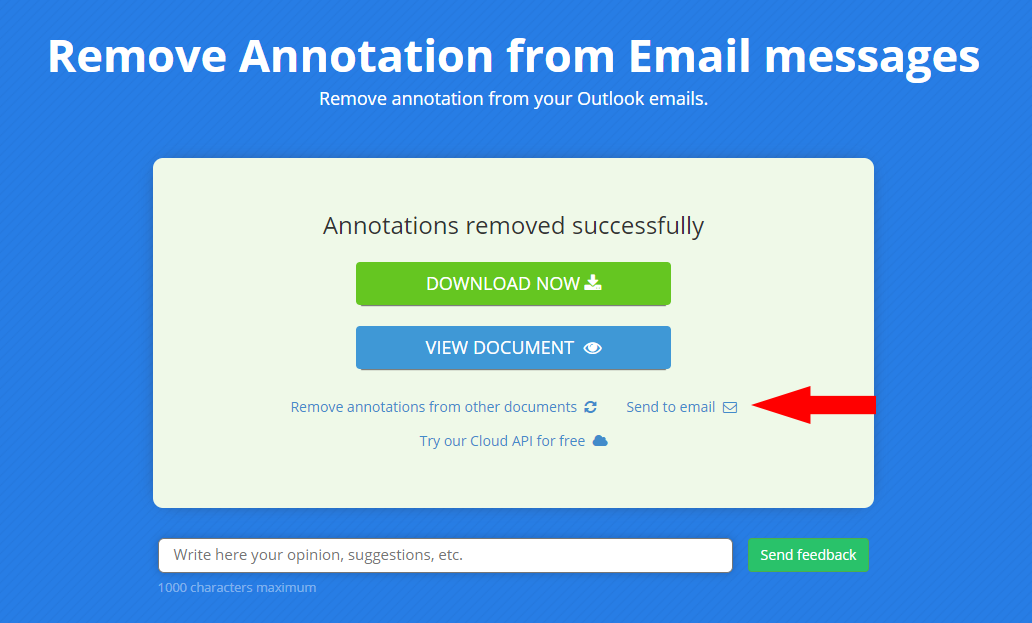 Remove Annotation from Email messages
Remove annotation from your Outlook emails.
Annotations removed successfully
DOWNLOAD NOW
VIEW DOCUMENT
Remove annotations from other documents Send to email
Try our Cloud API for free
Write here your opinion, suggestions, etc. Send feedback
1000 characters maximum